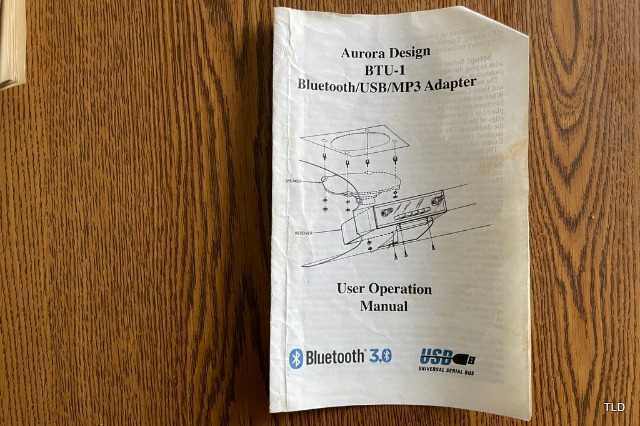 Aurora Design
BTU-1
Bluetooth/USB/MP3 Adapter
SPEAKER
RECEIVER
User Operation
Manual
Bluetooth® 3.0
USB
UNIVERSAL SERIAL BUS
TLD